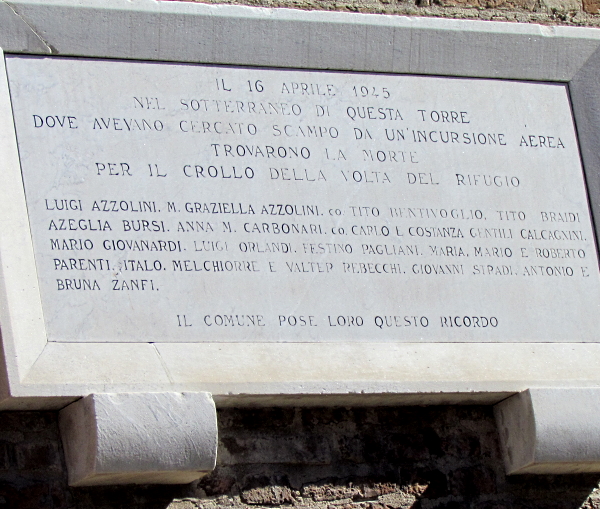 IL 16 APRILE 1945
NEL SOTTERRANEO DI QUESTA TORRE
DOVE AVEVANO CERCATO SCAMPO DA UN'INCURSIONE AEREA
TROVARONO LA MORTE
PER IL CROLLO DELLA VOLTA DEL RIFUGIO
LUIGI AZZOLINI. M. GRAZIELLA AZZOLINI. co. TITO BENTIVOGLIO. TITO BRAIDI
AZEGLIA BURSI. ANNA M. CARBONARI. co. CARLO E COSTANZA GENTILI CALCAGNINI.
MARIO GIOVANARDI. LUIGI ORLANDI. FESTINO PAGLIANI. MARIA. MARIO E ROBERTO
PARENTI. ITALO. MELCHIORRE E VALTER REBECCHI. GIOVANNI SIRADI. ANTONIO E
BRUNA ZANFI.
IL COMUNE POSE LORO QUESTO RICORDO